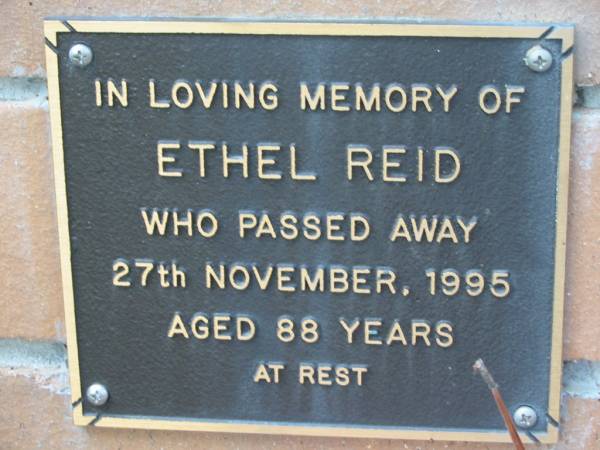 IN LOVING MEMORY OF
ETHEL REID
WHO PASSED AWAY
27th NOVEMBER, 1995
AGED 88 YEARS
AT REST